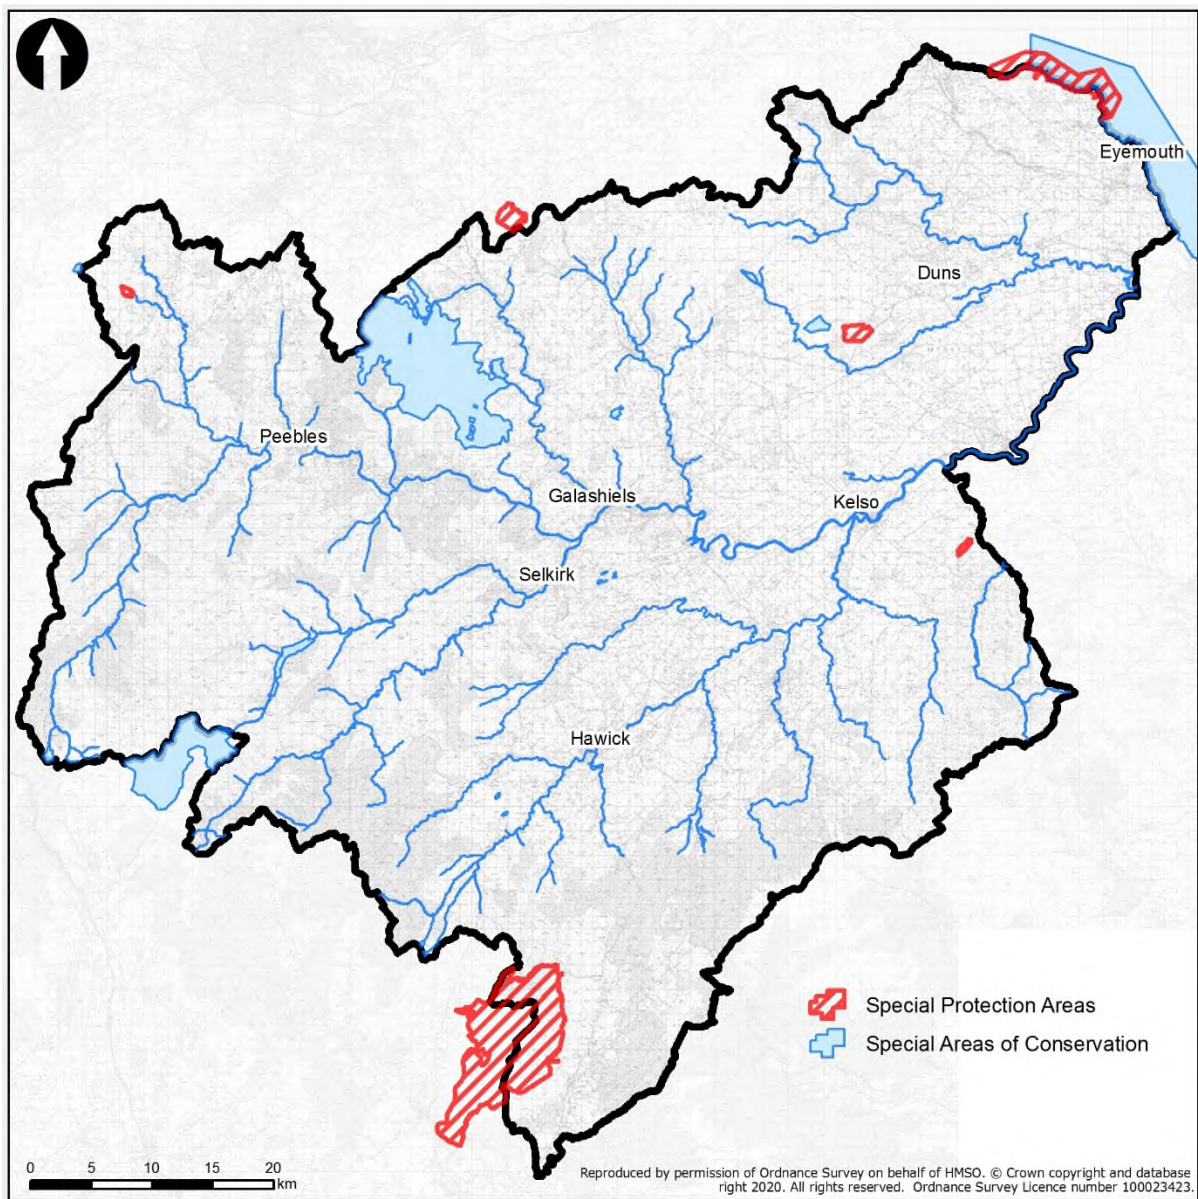 Eyemouth
Duns
Peebles
Galashiels
Kelso
Selkirk
Hawick
Special Protection Areas
Special Areas of Conservation
0 5 10 15 20
km
Reproduced by permission of Ordnance Survey on behalf of HMSO. © Crown copyright and database
right 2020. All rights reserved. Ordnance Survey Licence number 100023423.